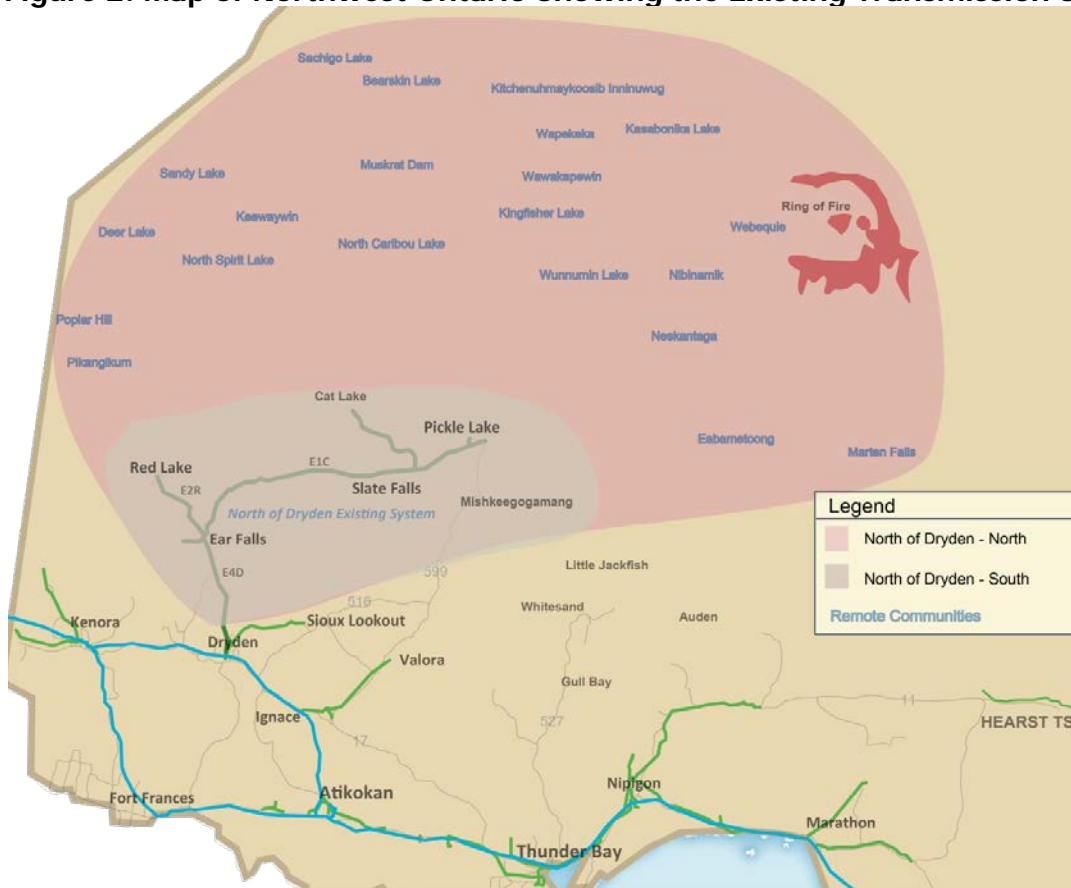 Figure 2: Map of Northwest Ontario showing the Existing Transmission S
Sachigo Lake
Bearskin Lake
Kitchenuhmaykoosib Inninuwug
Wapekeka
Kasabonika Lake
Muskrat Dam
Sandy Lake
Wawakapewin
Ring of Fire
Keewaywin
Kingfisher Lake
Webequie
Deer Lake
North Caribou Lake
North Spirit Lake
Wunnumin Lake
Nibinamik
Poplar Hill
Neskantaga
Pikangikum
Cat Lake
Pickle Lake
Eabametoong
Marten Falls
Red Lake
E1C
E2R
Slate Falls
Mishkeegogamang
North of Dryden Existing System
Ear Falls
E4D
Legend
North of Dryden - North
North of Dryden - South
Remote Communities
Little Jackfish
599
516
Whitesand
Auden
Kenora
Sioux Lookout
Dryden
Valora
Gull Bay
11
Ignace
527
HEARST TS
17
Nipigon
Fort Frances
Atikokan
Marathon
Thunder Bay